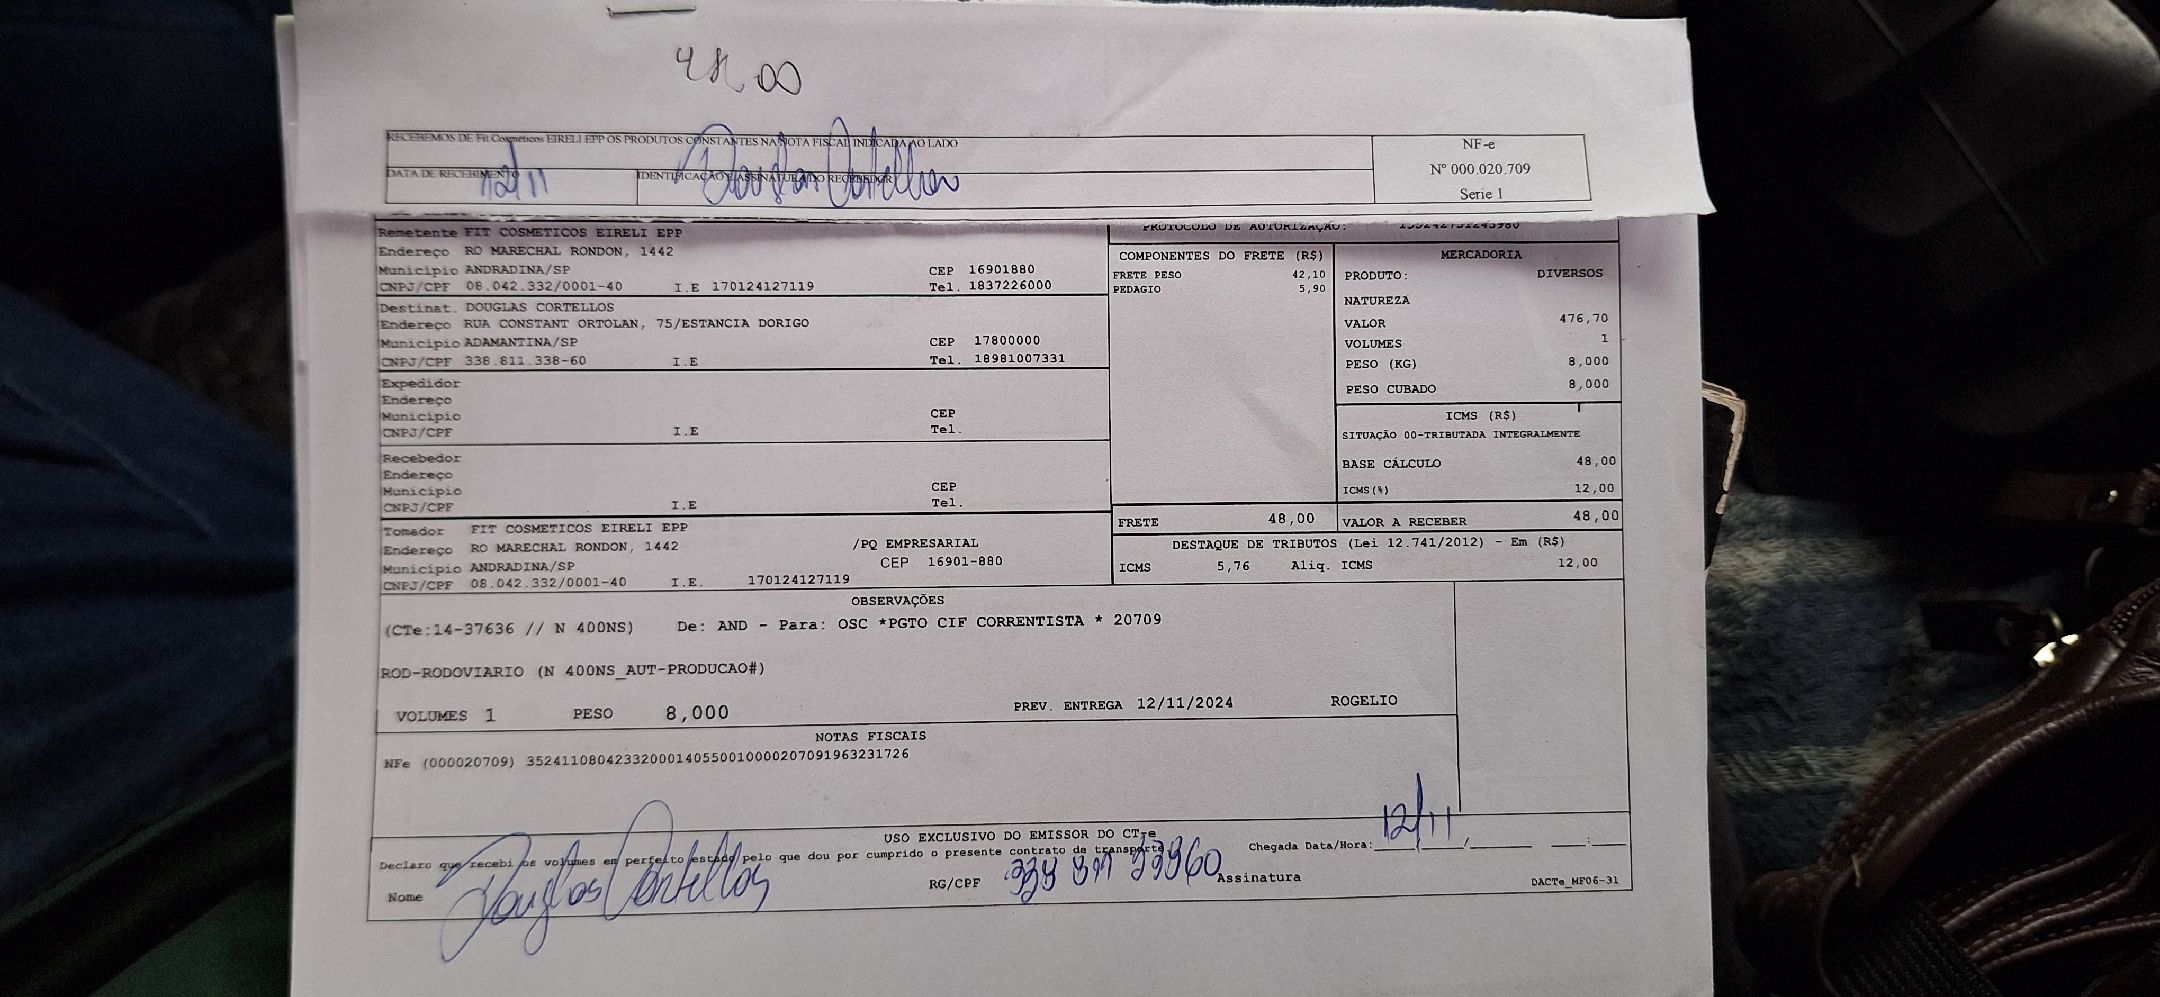 48,00
RECEBEMOS DE Fit Cosmeticos EIRELI EPP OS PRODUTOS CONSTANTES NA NOTA FISCAL INDICADA AO LADO
DATA DE RECEBIMENTO 12/11
IDENTIFICAÇÃO E ASSINATURA DO RECEBEDOR Douglas Cortellos
NF-e
Nº 000.020.709
Serie 1
Remetente FIT COSMETICOS EIRELI EPP
Endereço RO MARECHAL RONDON, 1442
Municipio ANDRADINA/SP CEP 16901880
CNPJ/CPF 08.042.332/0001-40 I.E 170124127119 Tel. 1837226000
Destinat. DOUGLAS CORTELLOS
Endereço RUA CONSTANT ORTOLAN, 75/ESTANCIA DORIGO
Municipio ADAMANTINA/SP CEP 17800000
CNPJ/CPF 338.811.338-60 I.E Tel. 18981007331
Expedidor
Endereço
Municipio CEP
CNPJ/CPF I.E Tel.
Recebedor
Endereço
Municipio CEP
CNPJ/CPF I.E Tel.
Tomador FIT COSMETICOS EIRELI EPP
Endereço RO MARECHAL RONDON, 1442 /PQ EMPRESARIAL
Municipio ANDRADINA/SP CEP 16901-880
CNPJ/CPF 08.042.332/0001-40 I.E. 170124127119
PROTOCOLO DE AUTORIZAÇÃO:
COMPONENTES DO FRETE (R$)
FRETE PESO 42,10
PEDAGIO 5,90
MERCADORIA
PRODUTO: DIVERSOS
NATUREZA
VALOR 476,70
VOLUMES 1
PESO (KG) 8,000
PESO CUBADO 8,000
ICMS (R$)
SITUAÇÃO 00-TRIBUTADA INTEGRALMENTE
BASE CÁLCULO 48,00
ICMS(%) 12,00
FRETE 48,00 VALOR A RECEBER 48,00
DESTAQUE DE TRIBUTOS (Lei 12.741/2012) - Em (R$)
ICMS 5,76 Aliq. ICMS 12,00
OBSERVAÇÕES
(CTe:14-37636 // N 400NS) De: AND - Para: OSC *PGTO CIF CORRENTISTA * 20709
ROD-RODOVIARIO (N 400NS_AUT-PRODUCAO#)
VOLUMES 1 PESO 8,000 PREV. ENTREGA 12/11/2024 ROGELIO
NOTAS FISCAIS
NFe (000020709) 35241108042332000140550010000207091963231726
USO EXCLUSIVO DO EMISSOR DO CT-e
Declaro que recebi os volumes em perfeito estado pelo que dou por cumprido o presente contrato de transporte Chegada Data/Hora: 12/11
Nome Douglas Cortellos RG/CPF Assinatura
DACTe_MF06-31